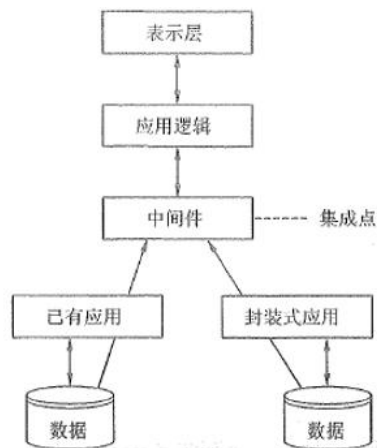 表示层
应用逻辑
中间件
集成点
已有应用
封装式应用
数据
数据